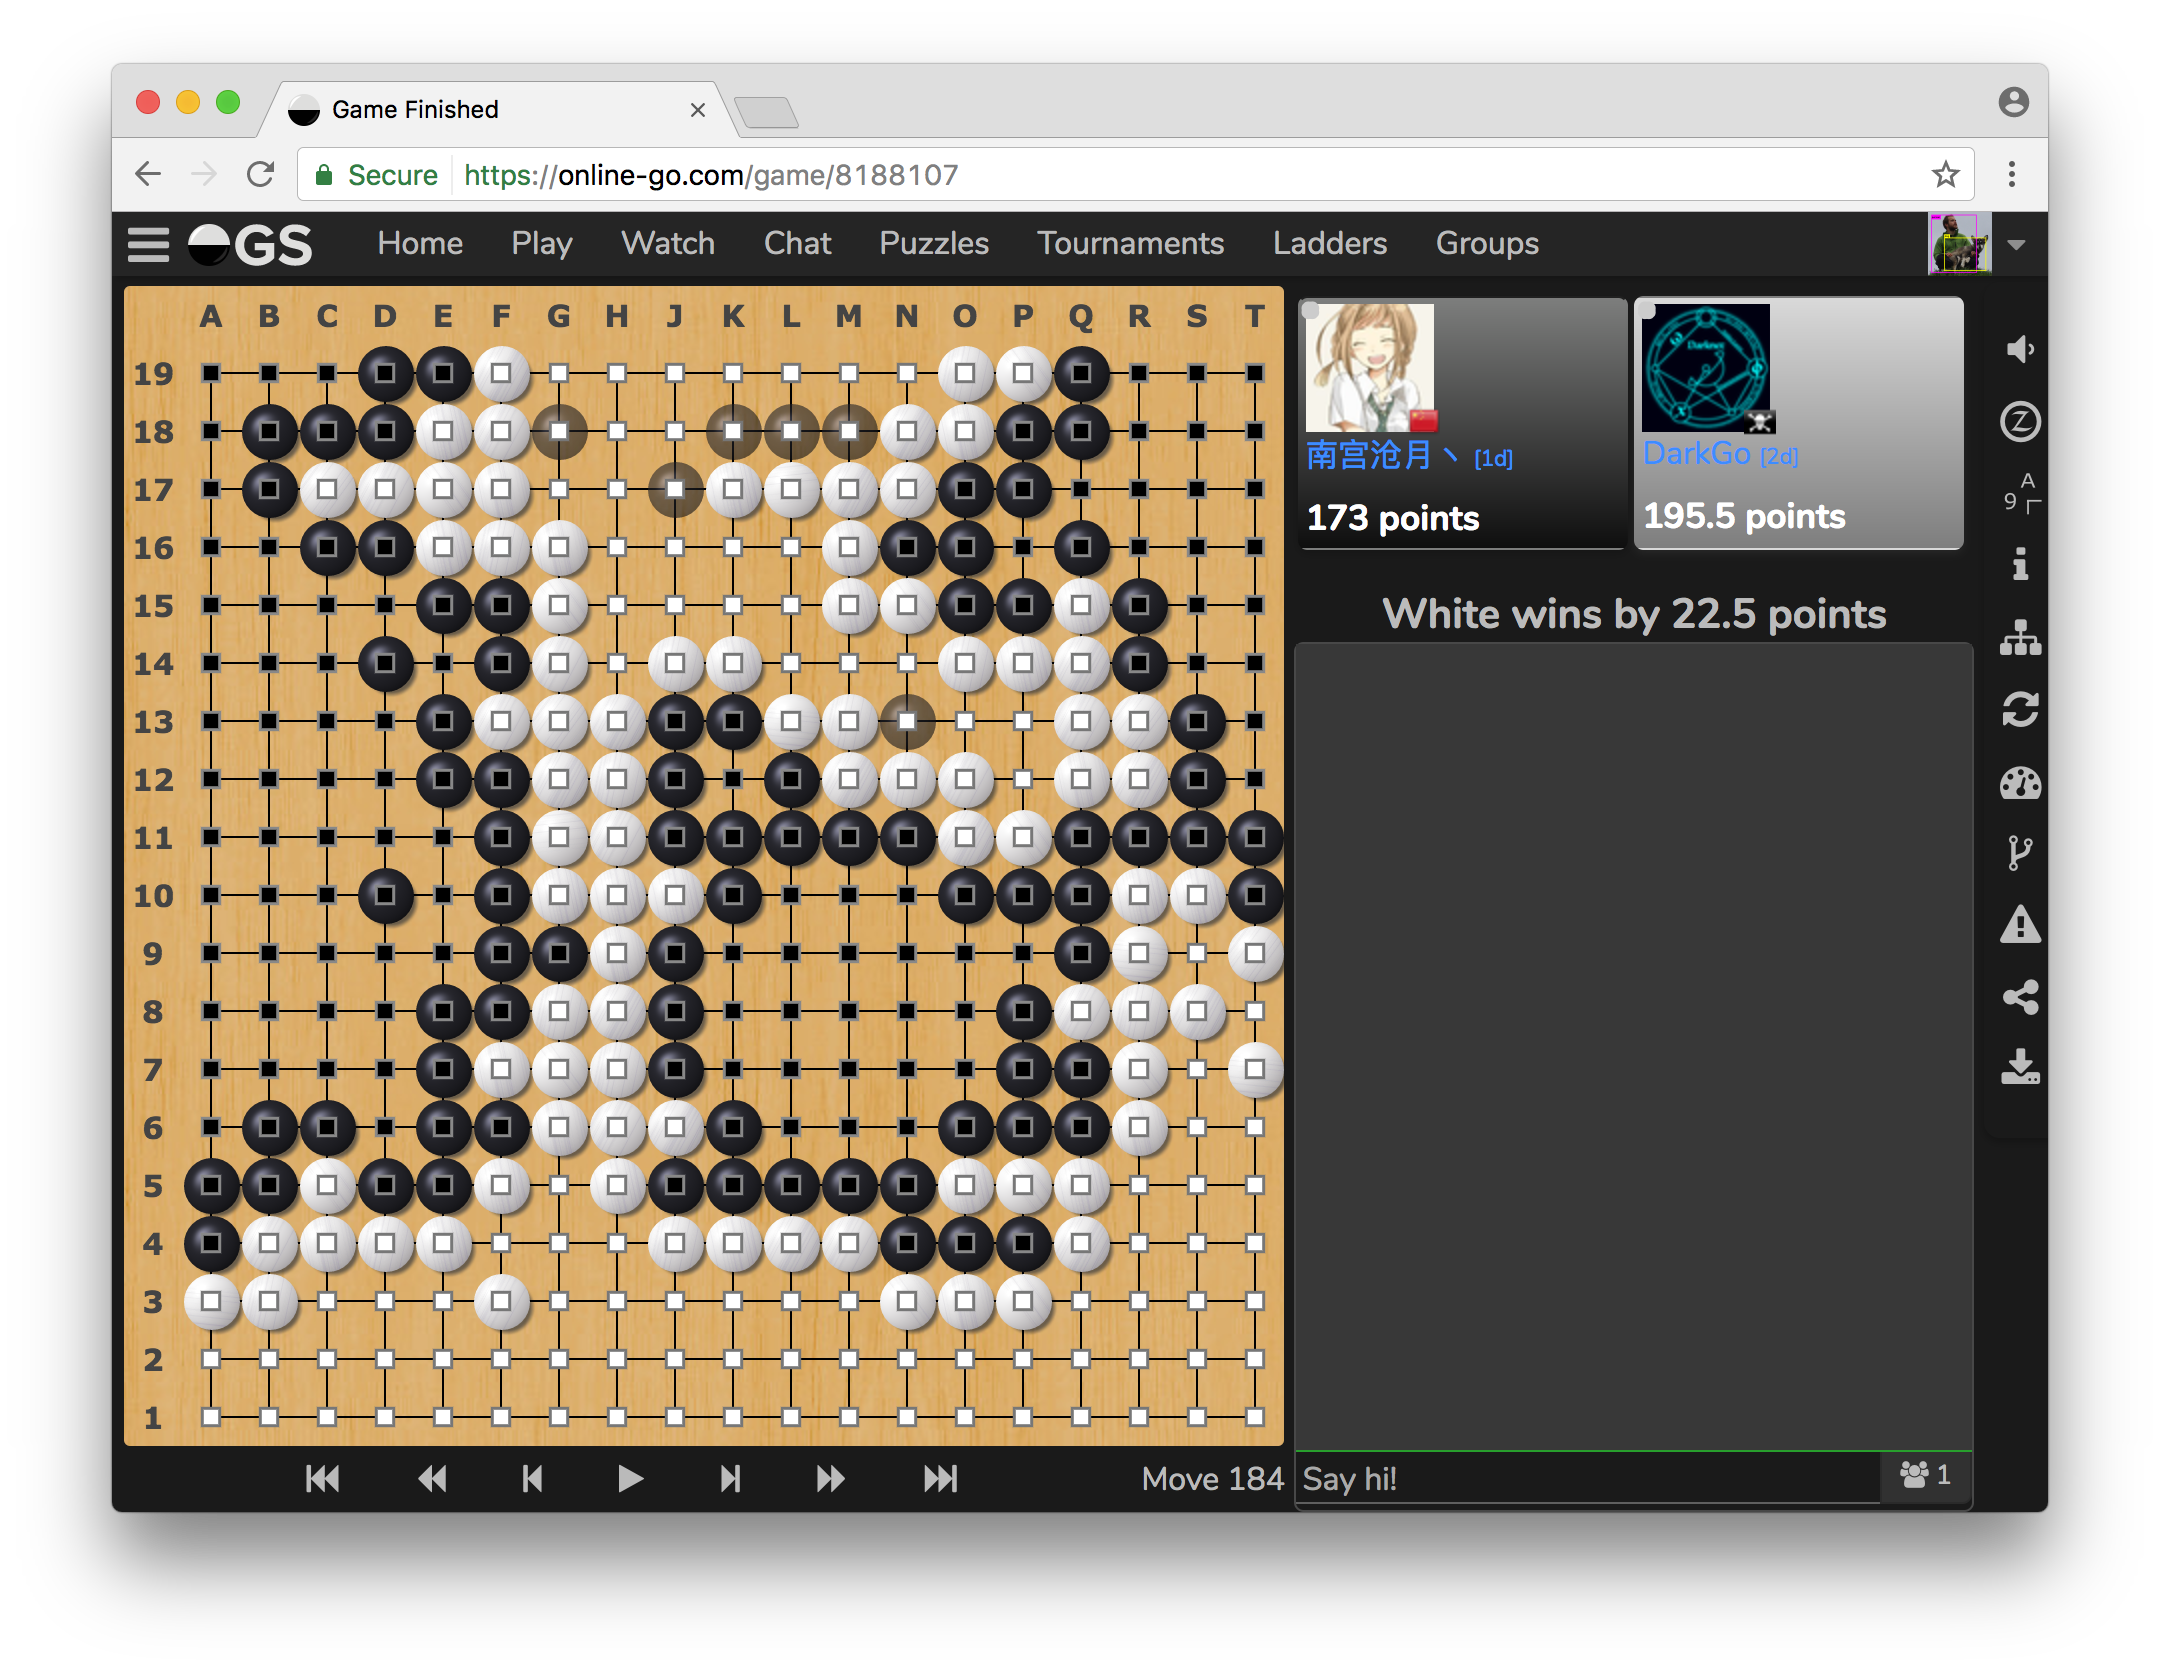 Game Finished
Secure https://online-go.com/game/8188107
GS Home Play Watch Chat Puzzles Tournaments Ladders Groups
A B C D E F G H J K L M N O P Q R S T
19
18
17
16
15
14
13
12
11
10
9
8
7
6
5
4
3
2
1
南宫沧月丶 [1d]
173 points
DarkGo [2d]
195.5 points
White wins by 22.5 points
A
9
Move 184
Say hi!
1